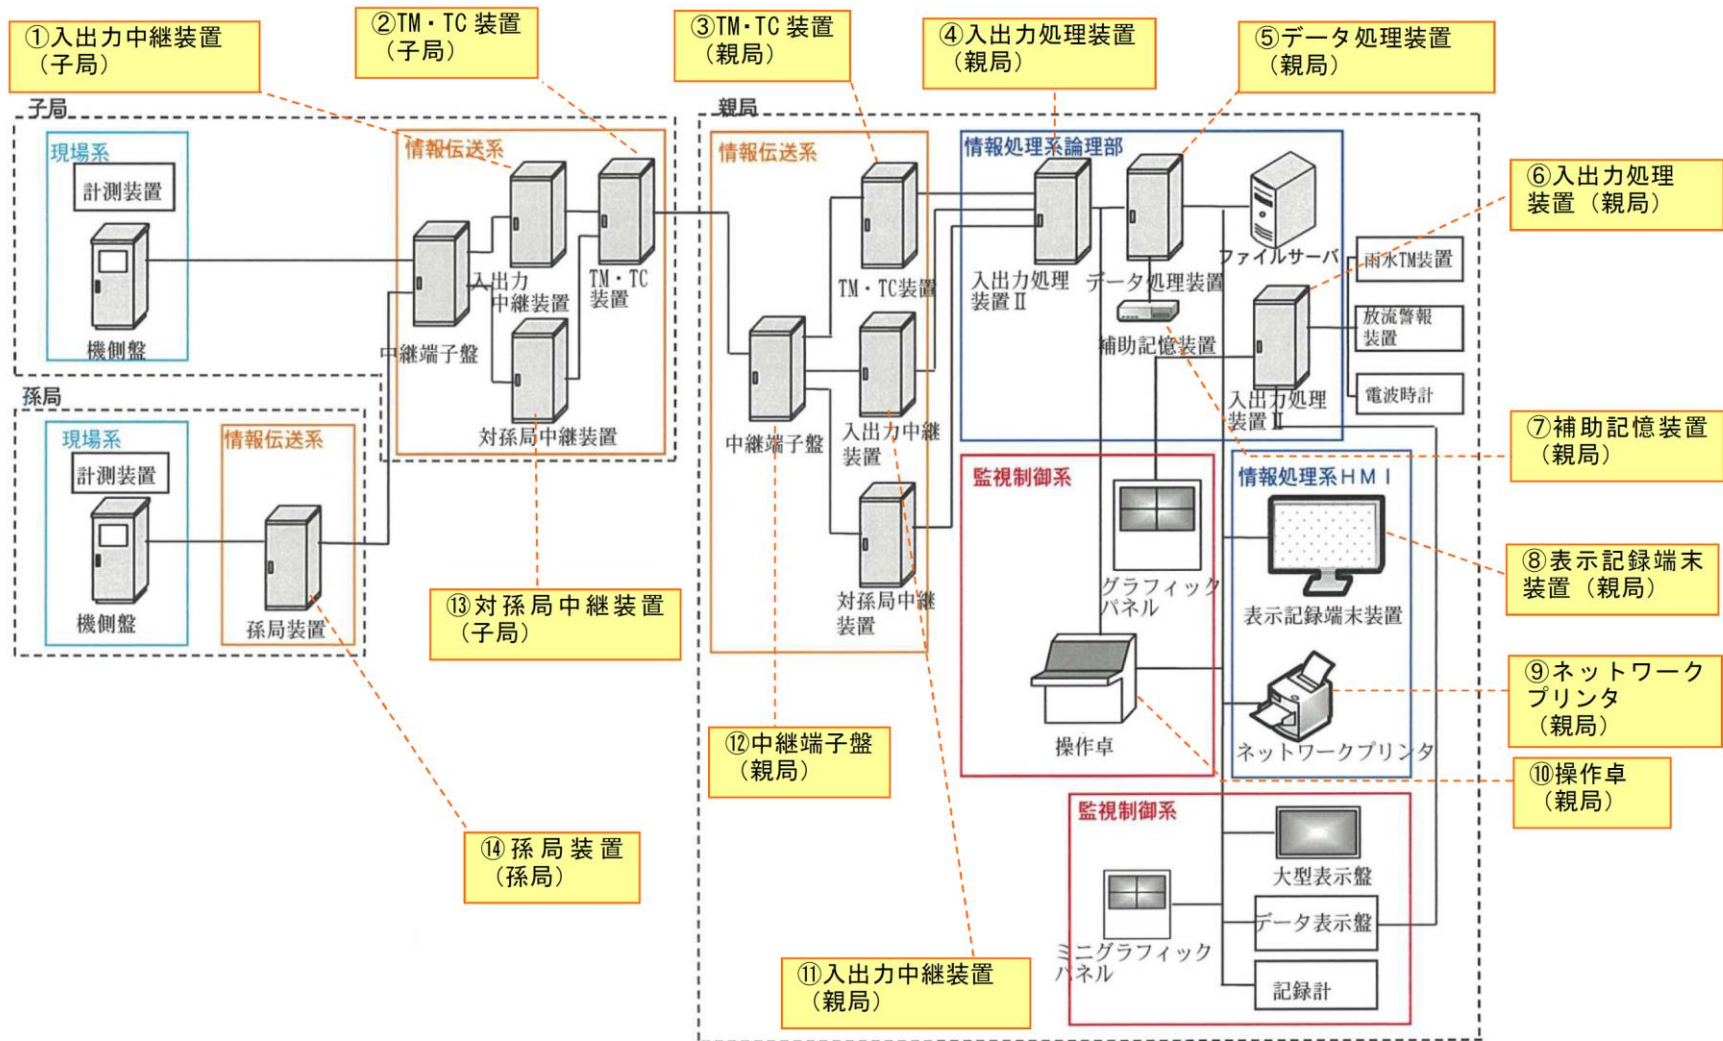 ①入出力中継装置
（子局）
②TM・TC 装置
（子局）
③TM・TC 装置
（親局）
④入出力処理装置
（親局）
⑤データ処理装置
（親局）
子局
現場系
計測装置
機側盤
情報伝送系
入出力
中継装置
TM・TC
装置
中継端子盤
対孫局中継装置
孫局
現場系
計測装置
機側盤
情報伝送系
孫局装置
親局
情報伝送系
TM・TC装置
中継端子盤
入出力中継
装置
対孫局中継
装置
情報処理系論理部
入出力処理
装置Ⅱ
データ処理装置
補助記憶装置
ファイルサーバ
入出力処理
装置Ⅱ
雨水TM装置
放流警報
装置
電波時計
⑥入出力処理
装置（親局）
⑦補助記憶装置
（親局）
監視制御系
グラフィック
パネル
操作卓
情報処理系ＨＭＩ
表示記録端末装置
ネットワークプリンタ
⑧表示記録端末
装置（親局）
⑨ネットワーク
プリンタ
（親局）
⑩操作卓
（親局）
監視制御系
大型表示盤
データ表示盤
記録計
ミニグラフィック
パネル
⑪入出力中継装置
（親局）
⑫中継端子盤
（親局）
⑬対孫局中継装置
（子局）
⑭孫局装置
（孫局）